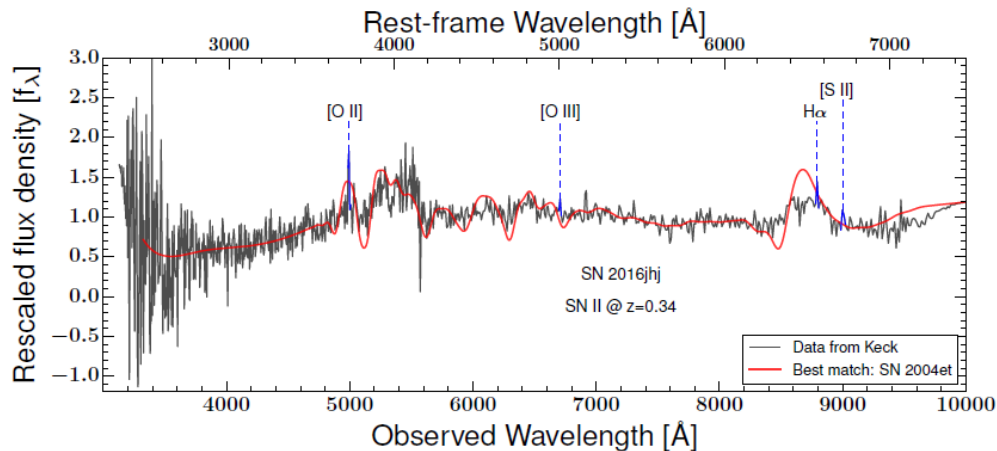 Rest-frame Wavelength [Å]
3000 4000 5000 6000 7000
Rescaled flux density [fλ]
3.0
2.5
2.0
1.5
1.0
0.5
0.0
−0.5
−1.0
[O II] [O III] Hα [S II]
SN 2016jhj
SN II @ z=0.34
Data from Keck
Best match: SN 2004et
4000 5000 6000 7000 8000 9000 10000
Observed Wavelength [Å]